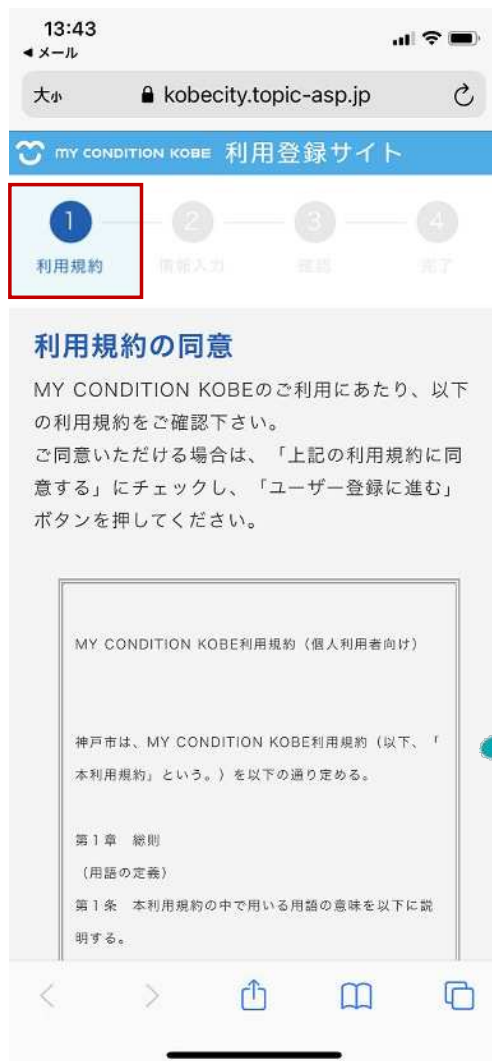 13:43
◀ メール
大小 kobecity.topic-asp.jp
MY CONDITION KOBE 利用登録サイト
1 2 3 4
利用規約 情報入力 確認 完了
利用規約の同意
MY CONDITION KOBEのご利用にあたり、以下
の利用規約をご確認下さい。
ご同意いただける場合は、「上記の利用規約に同
意する」にチェックし、「ユーザー登録に進む」
ボタンを押してください。
MY CONDITION KOBE利用規約（個人利用者向け）
神戸市は、MY CONDITION KOBE利用規約（以下、「
本利用規約」という。）を以下の通り定める。
第1章 総則
（用語の定義）
第1条 本利用規約の中で用いる用語の意味を以下に説
明する。